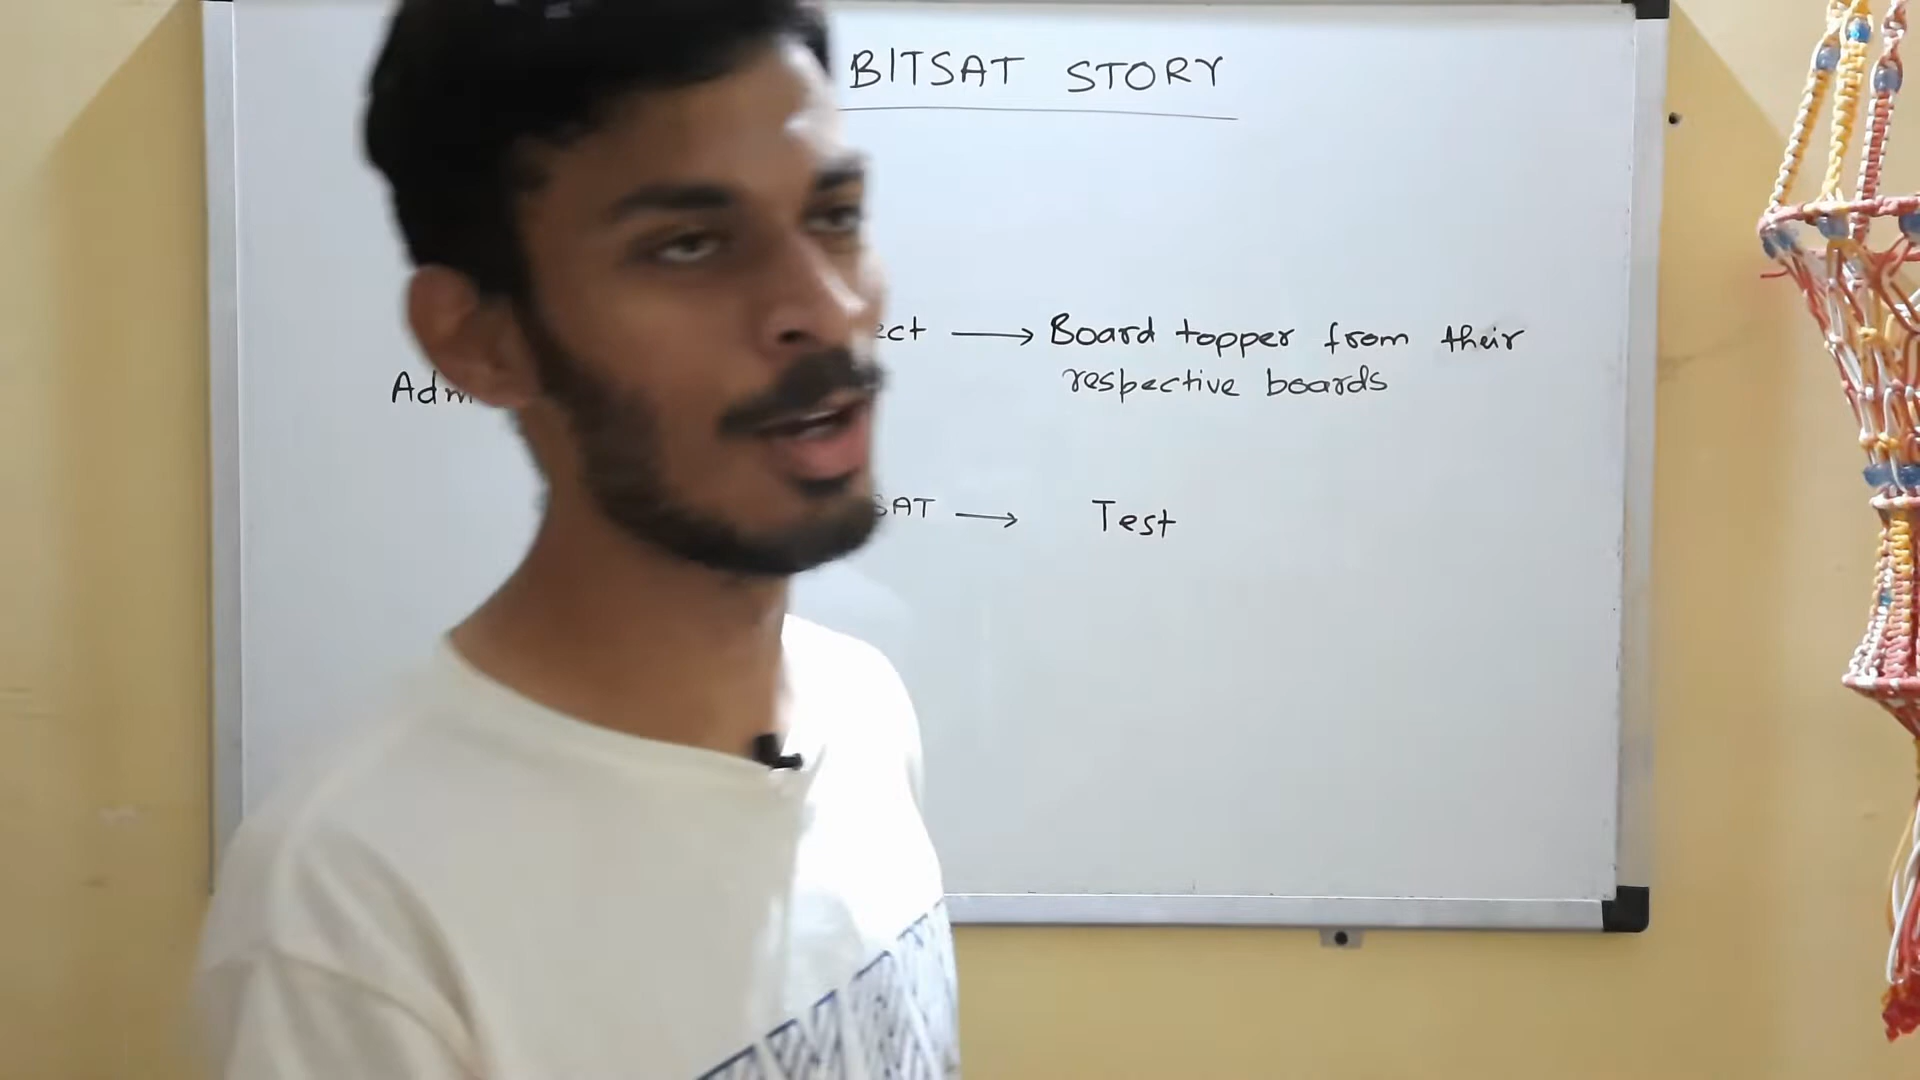 BITSAT STORY
Board topper from their
respective boards
Test